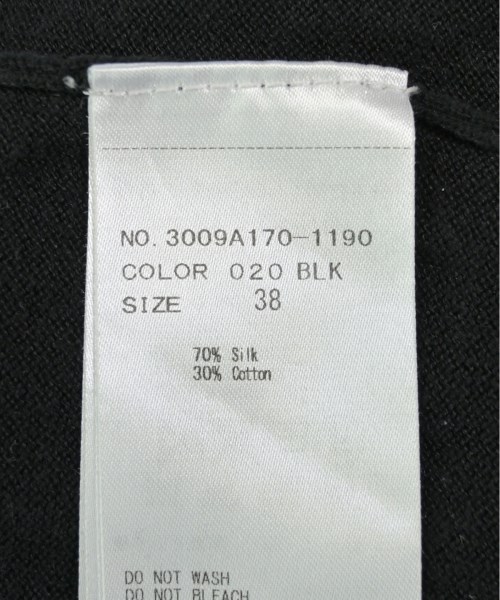 NO. 3009A170-1190
COLOR 020 BLK
SIZE 38
70% Silk
30% Cotton
DO NOT WASH
DO NOT BLEACH